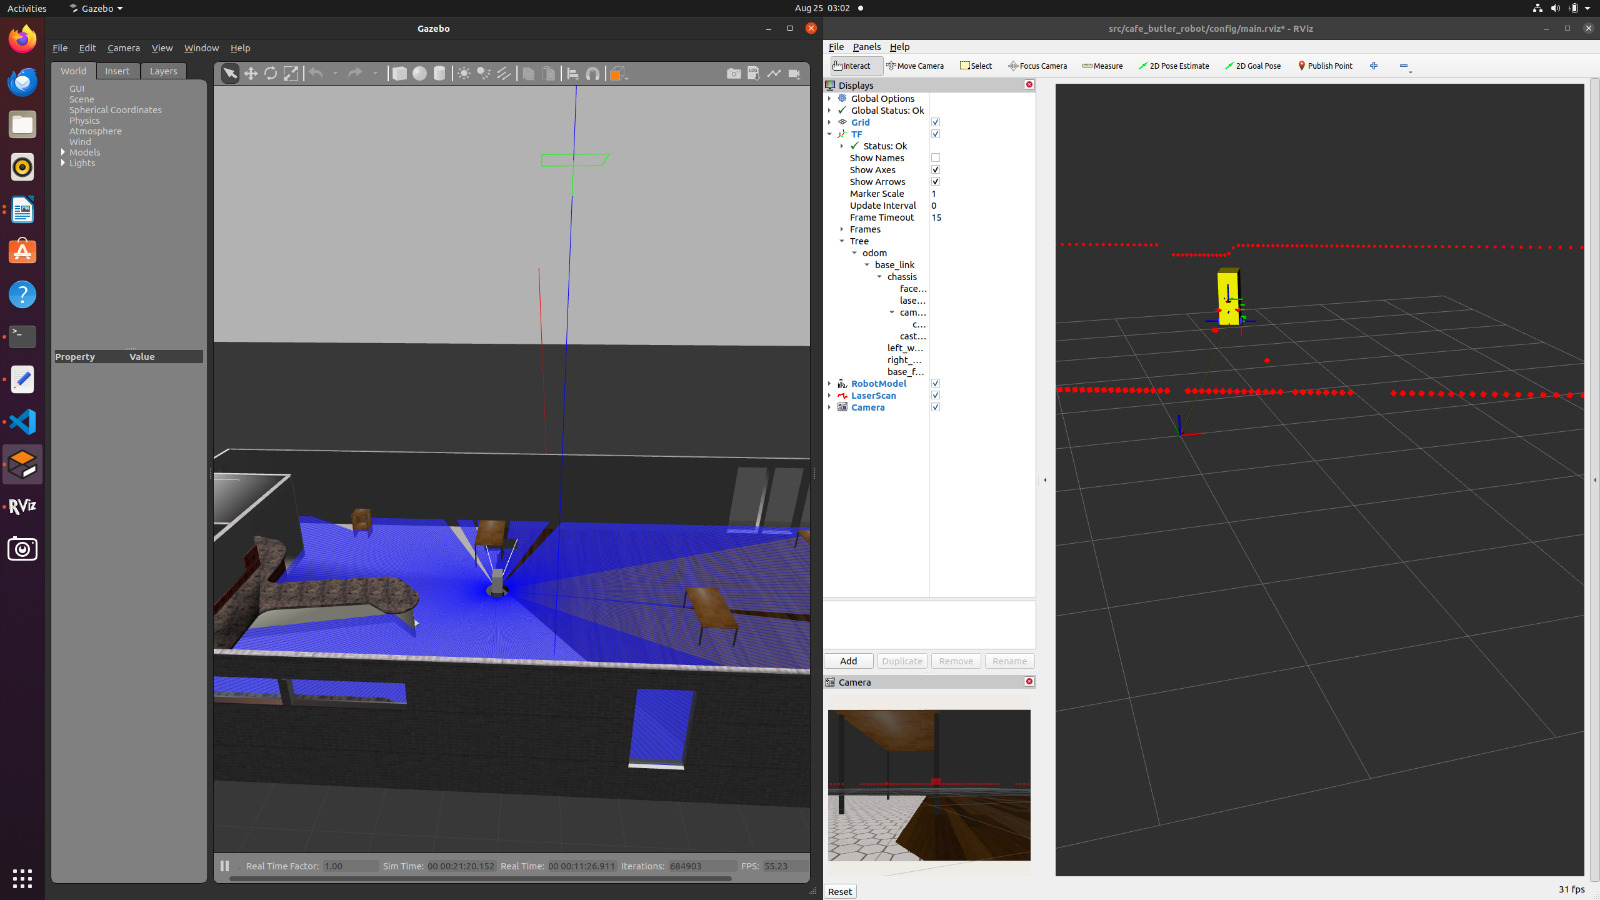 Activities
Gazebo
Aug 25 03:02
Gazebo
src/cafe_butler_robot/config/main.rviz* - RViz
File Edit Camera View Window Help
World Insert Layers
GUI
Scene
Spherical Coordinates
Physics
Atmosphere
Wind
Models
Lights
Property Value
Real Time Factor: 1.00 Sim Time: 00 00:21:20.152 Real Time: 00 00:11:26.911 Iterations: 684903 FPS: 55.23
File Panels Help
Interact Move Camera Select Focus Camera Measure 2D Pose Estimate 2D Goal Pose Publish Point
Displays
Global Options
Global Status: Ok
Grid
TF
Status: Ok
Show Names
Show Axes
Show Arrows
Marker Scale 1
Update Interval 0
Frame Timeout 15
Frames
Tree
odom
base_link
chassis
face...
lase...
cam...
c...
cast...
left_w...
right_...
base_f...
RobotModel
LaserScan
Camera
Add Duplicate Remove Rename
Camera
Reset
31 fps
RViz